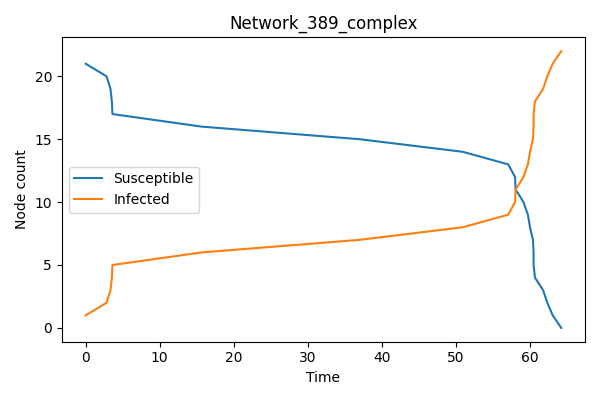 Network_389_complex
Node count
20
15
10
5
0
Susceptible
Infected
0 10 20 30 40 50 60
Time